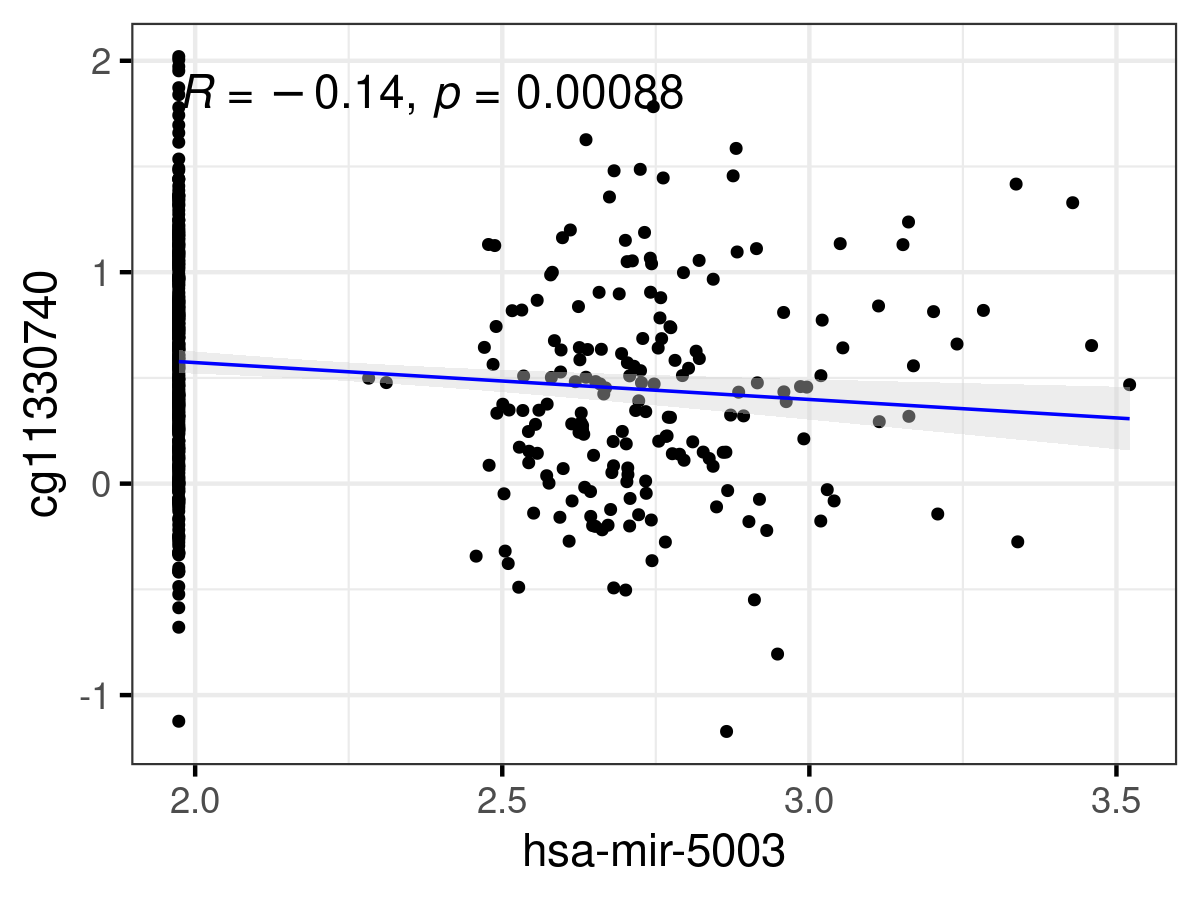 R = −0.14, p = 0.00088
2
1
0
-1
cg11330740
2.0 2.5 3.0 3.5
hsa-mir-5003